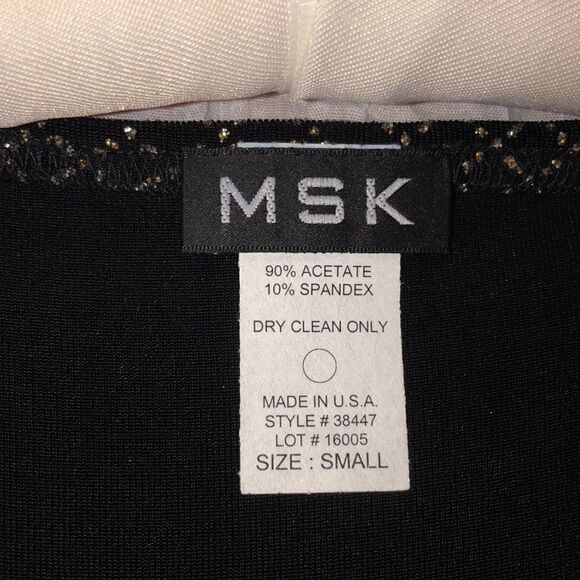 MSK
90% ACETATE
10% SPANDEX
DRY CLEAN ONLY
MADE IN U.S.A.
STYLE # 38447
LOT # 16005
SIZE : SMALL